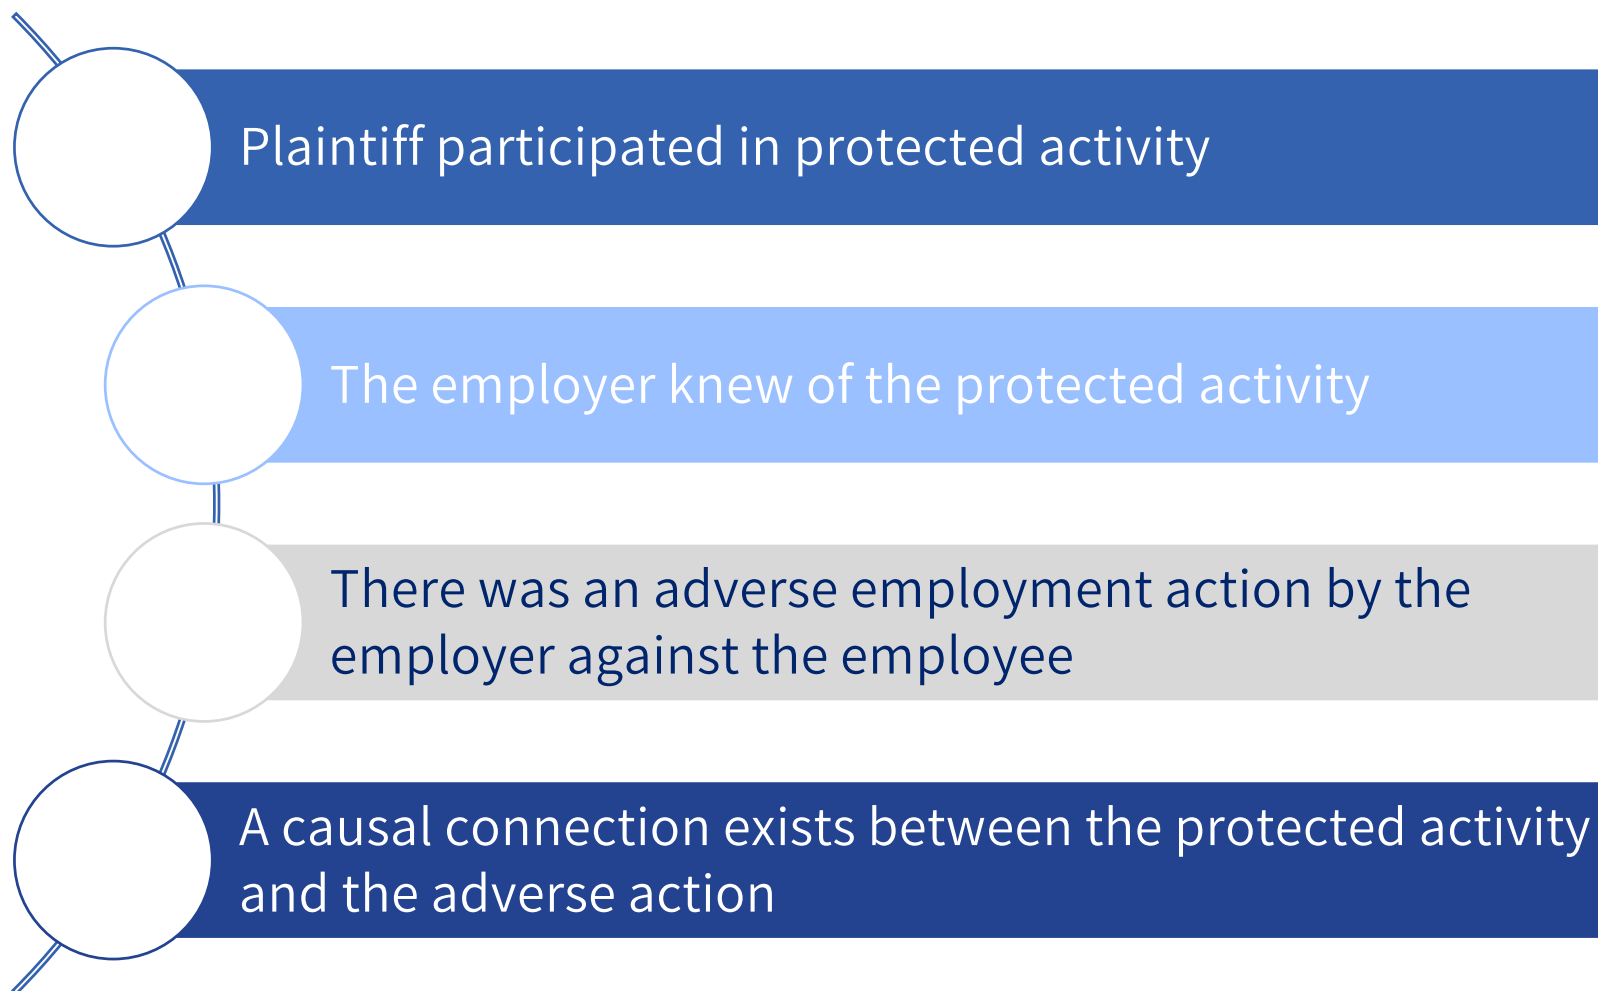 Plaintiff participated in protected activity
The employer knew of the protected activity
There was an adverse employment action by the
employer against the employee
A causal connection exists between the protected activity
and the adverse action